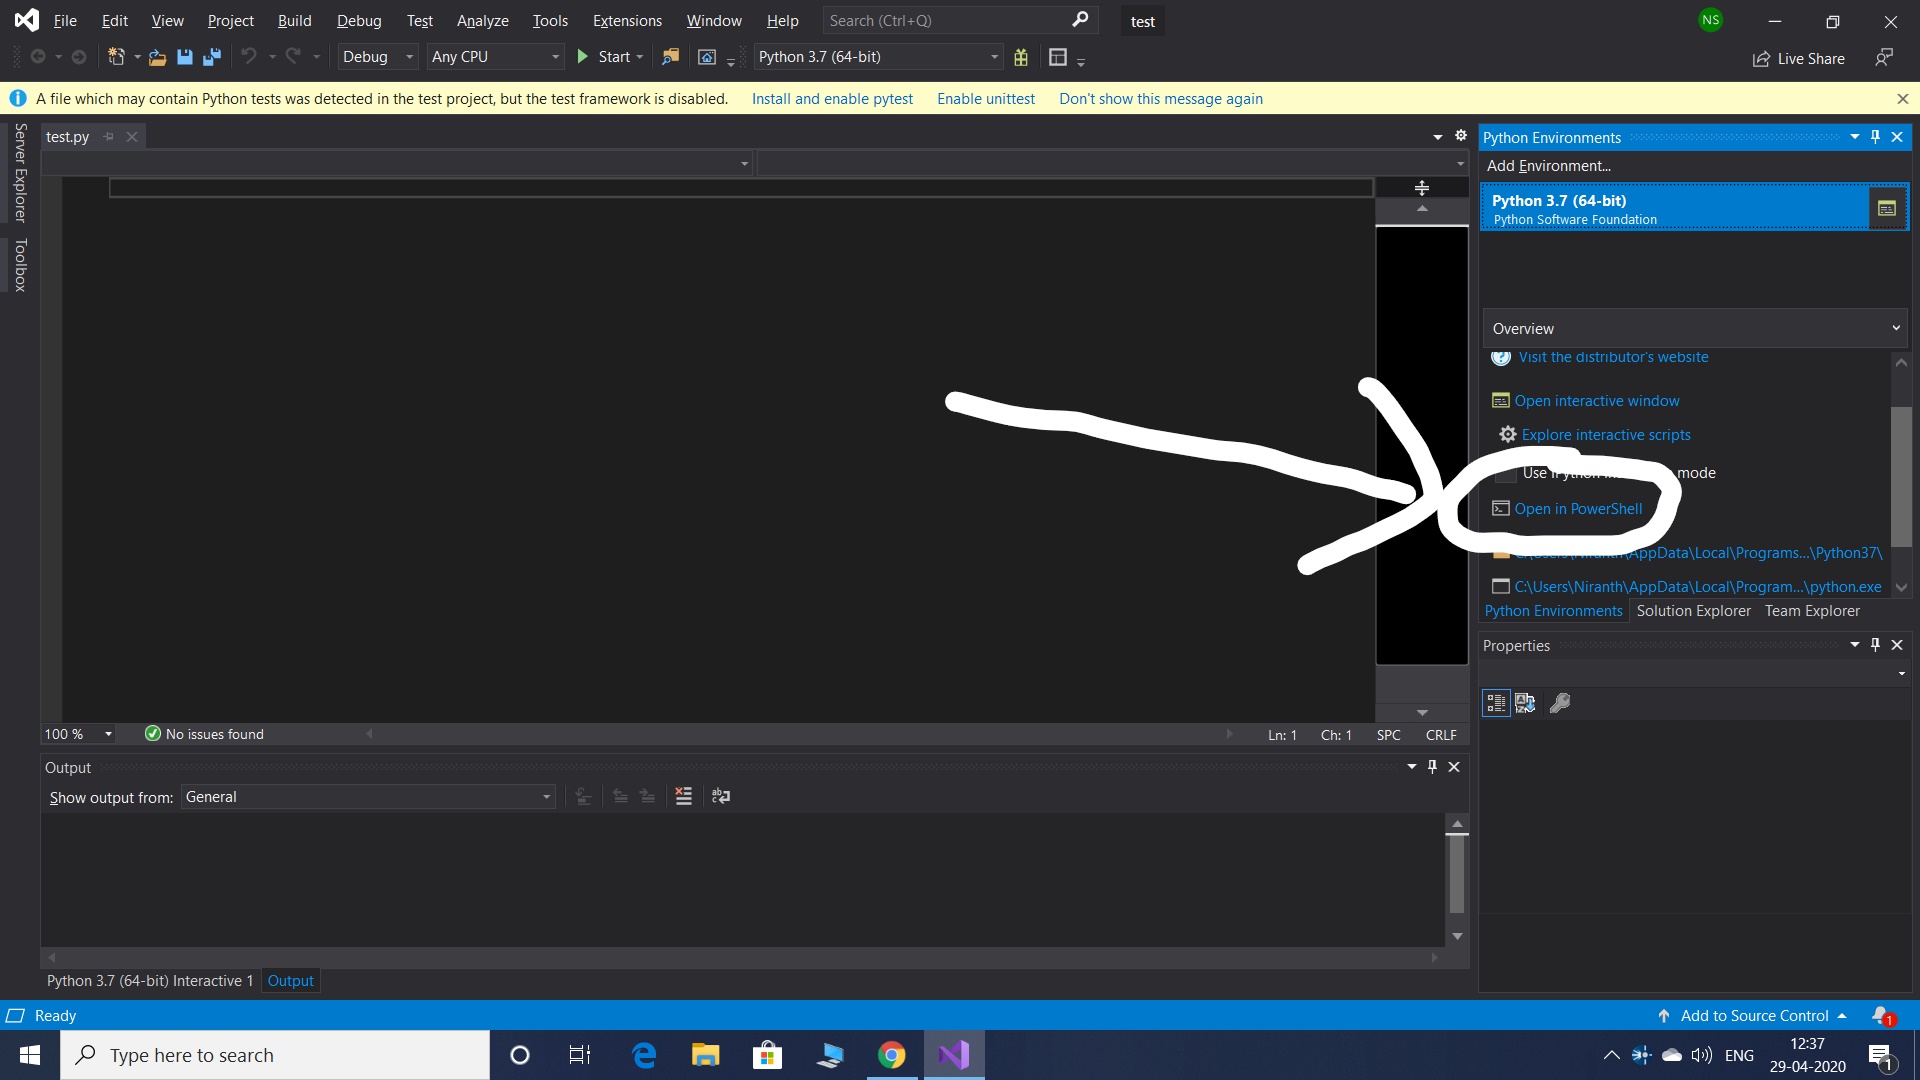 File Edit View Project Build Debug Test Analyze Tools Extensions Window Help Search (Ctrl+Q) test NS
Debug Any CPU Start Python 3.7 (64-bit) Live Share
A file which may contain Python tests was detected in the test project, but the test framework is disabled. Install and enable pytest Enable unittest Don't show this message again
Server Explorer
Toolbox
test.py
Python Environments
Add Environment...
Python 3.7 (64-bit)
Python Software Foundation
Overview
Visit the distributor's website
Open interactive window
Explore interactive scripts
Use mode
Open in PowerShell
C:\Users\Niranth\AppData\Local\Programs...\Python37\
C:\Users\Niranth\AppData\Local\Program...\python.exe
Python Environments Solution Explorer Team Explorer
Properties
100 % No issues found Ln: 1 Ch: 1 SPC CRLF
Output
Show output from: General
Python 3.7 (64-bit) Interactive 1 Output
Ready Add to Source Control 1
Type here to search ENG 12:37
29-04-2020 1